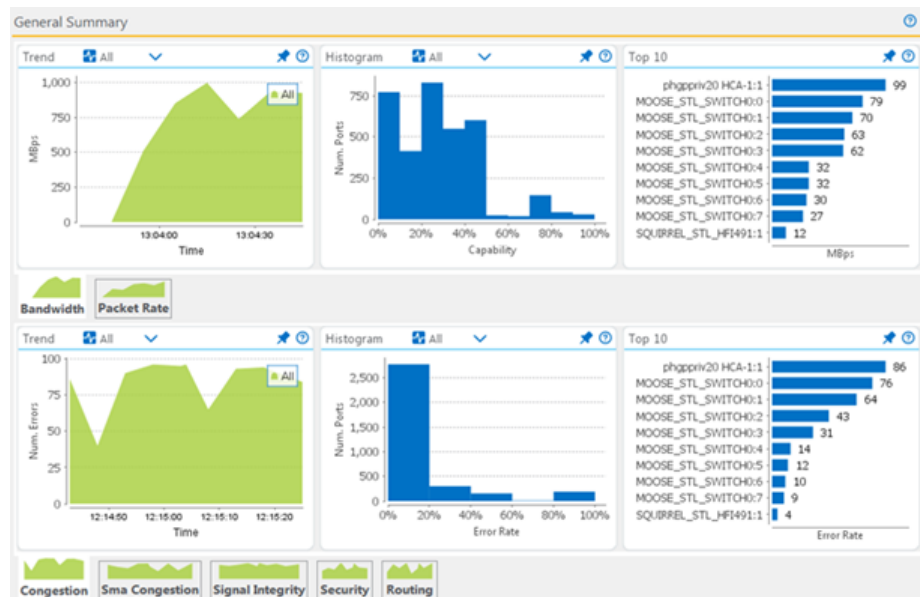 General Summary
Trend All
1,000
750
500
250
0
MBps
All
13:04:00 13:04:30
Time
Histogram All
750
500
250
0
Num. Ports
0% 20% 40% 60% 80% 100%
Capability
Top 10
phgppriv20 HCA-1:1 99
MOOSE_STL_SWITCH0:0 79
MOOSE_STL_SWITCH0:1 70
MOOSE_STL_SWITCH0:2 63
MOOSE_STL_SWITCH0:3 62
MOOSE_STL_SWITCH0:4 32
MOOSE_STL_SWITCH0:5 32
MOOSE_STL_SWITCH0:6 30
MOOSE_STL_SWITCH0:7 27
SQUIRREL_STL_HFI491:1 12
MBps
Bandwidth Packet Rate
Trend All
100
75
50
25
0
Num. Errors
All
12:14:50 12:15:00 12:15:10 12:15:20
Time
Histogram All
2,500
2,000
1,500
1,000
500
0
Num. Ports
0% 20% 40% 60% 80% 100%
Error Rate
Top 10
phgppriv20 HCA-1:1 86
MOOSE_STL_SWITCH0:0 76
MOOSE_STL_SWITCH0:1 64
MOOSE_STL_SWITCH0:2 43
MOOSE_STL_SWITCH0:3 31
MOOSE_STL_SWITCH0:4 14
MOOSE_STL_SWITCH0:5 12
MOOSE_STL_SWITCH0:6 10
MOOSE_STL_SWITCH0:7 9
SQUIRREL_STL_HFI491:1 4
Error Rate
Congestion Sma Congestion Signal Integrity Security Routing